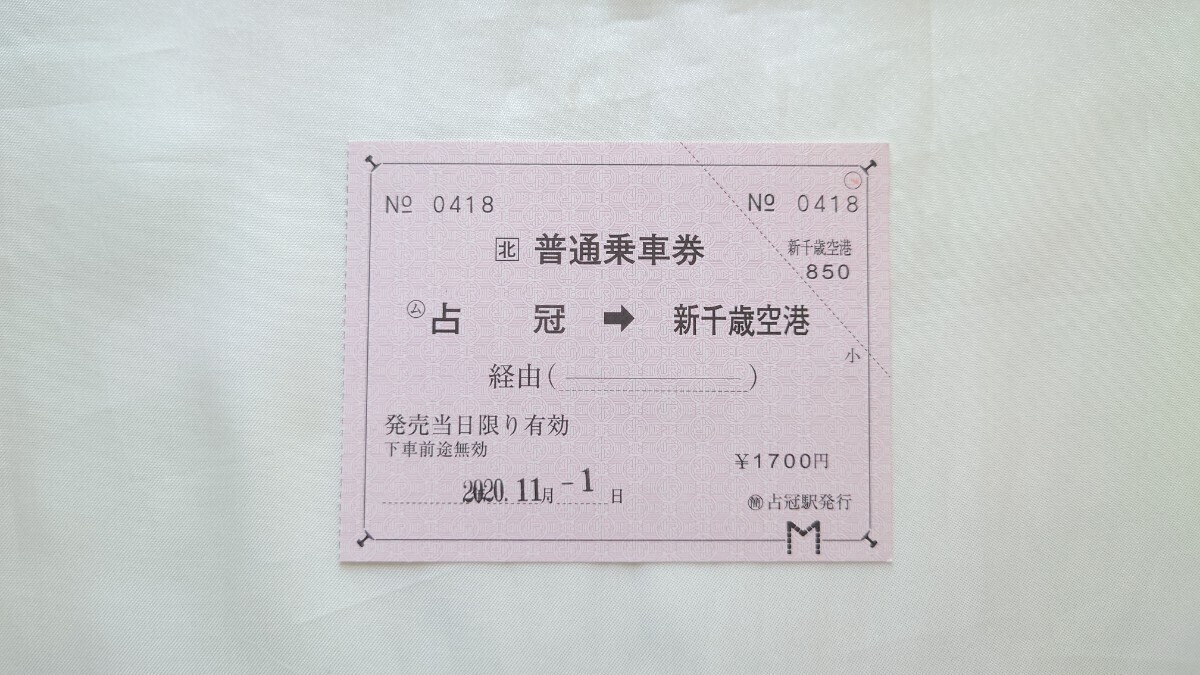 № 0418 № 0418
北 普通乗車券
新千歳空港
850
㋰占冠 ➡ 新千歳空港
小
経由( )
発売当日限り有効
下車前途無効
¥1700円
2020.11月-1日
簡 占冠駅発行
M